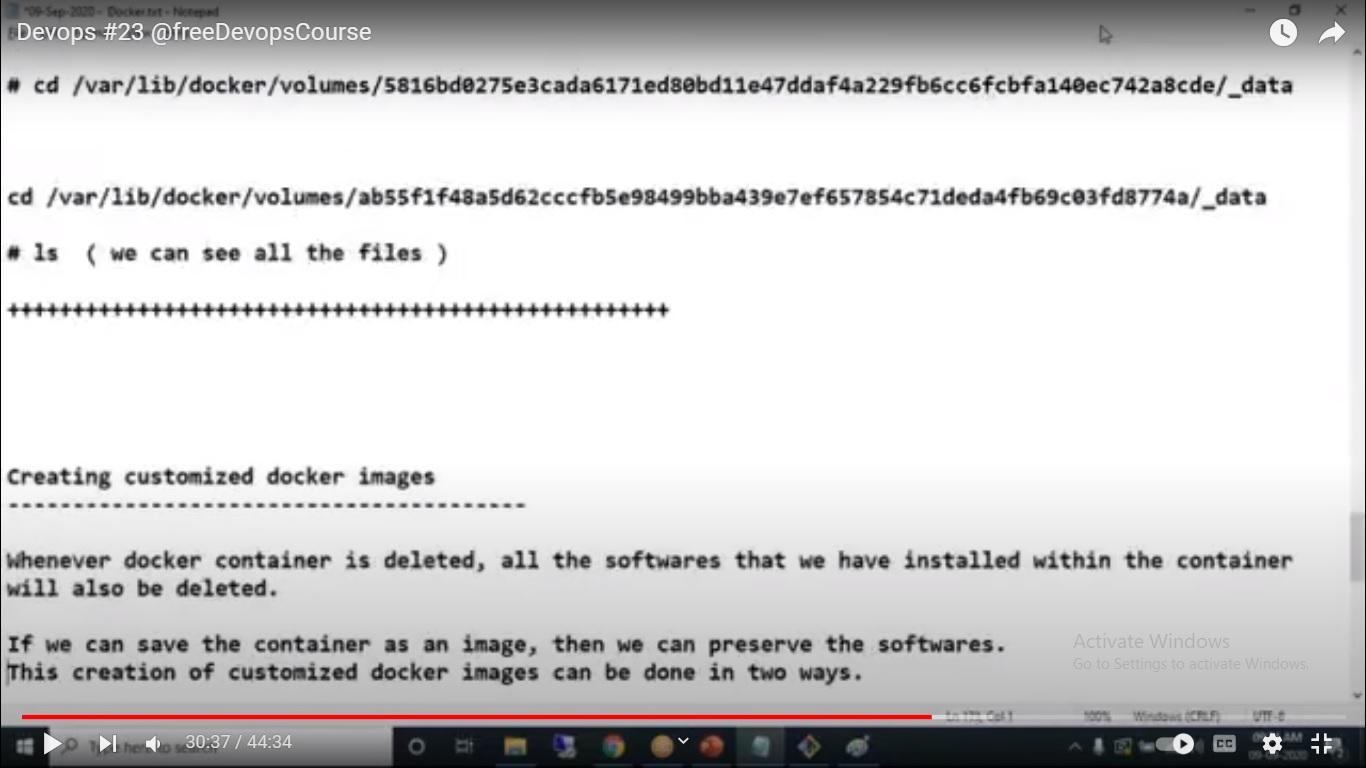 *09-Sep-2020 - Docker.txt - Notepad
Devops #23 @freeDevopsCourse
# cd /var/lib/docker/volumes/5816bd0275e3cada6171ed80bd11e47ddaf4a229fb6cc6fcbfa140ec742a8cde/_data
cd /var/lib/docker/volumes/ab55f1f48a5d62cccfb5e98499bba439e7ef657854c71deda4fb69c03fd8774a/_data
# ls  ( we can see all the files )
+++++++++++++++++++++++++++++++++++++++++++++++++++
Creating customized docker images
----------------------------------------
Whenever docker container is deleted, all the softwares that we have installed within the container
will also be deleted.
If we can save the container as an image, then we can preserve the softwares.
This creation of customized docker images can be done in two ways.
Activate Windows
Go to Settings to activate Windows.
Ln 173, Col 1 100% Windows (CRLF) UTF-8
30:37 / 44:34
CC
09-09-2020